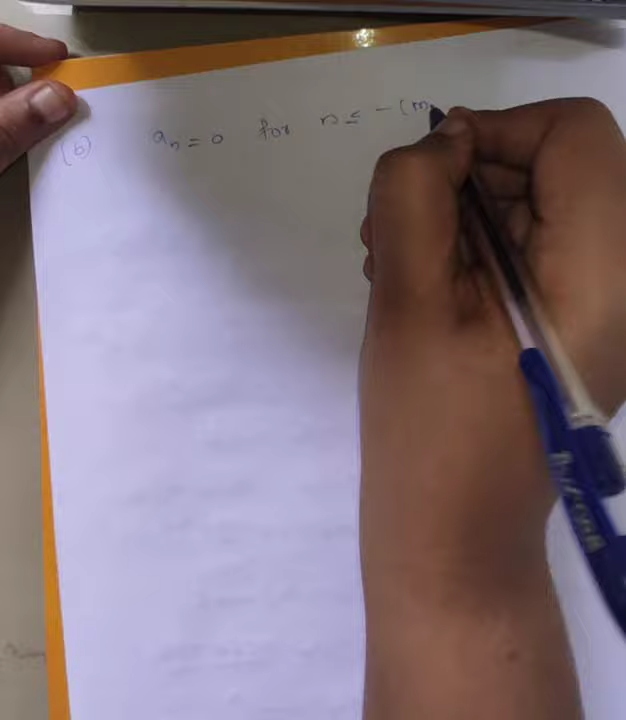 (b) aₙ = 0 for n ≤ - (m